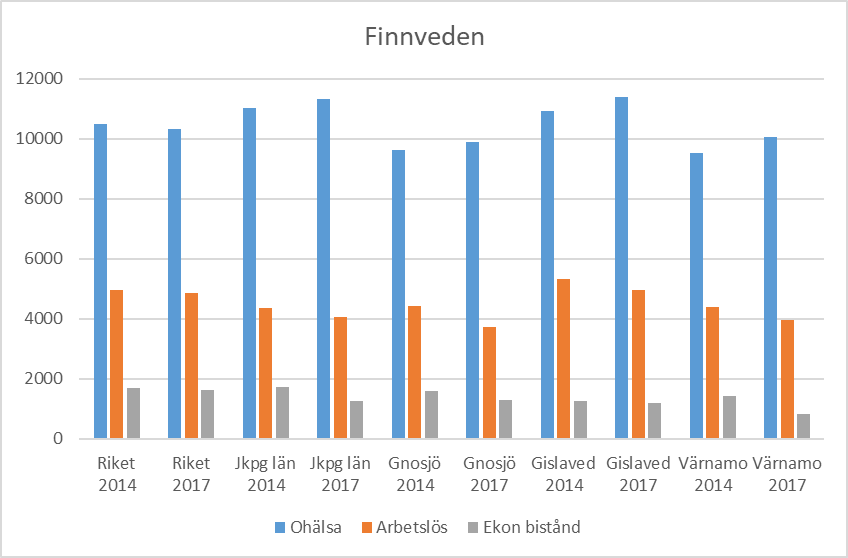 Finnveden
12000
10000
8000
6000
4000
2000
0
Riket Riket Jkpg län Jkpg län Gnosjö Gnosjö Gislaved Gislaved Värnamo Värnamo
2014 2017 2014 2017 2014 2017 2014 2017 2014 2017
Ohälsa Arbetslös Ekon bistånd